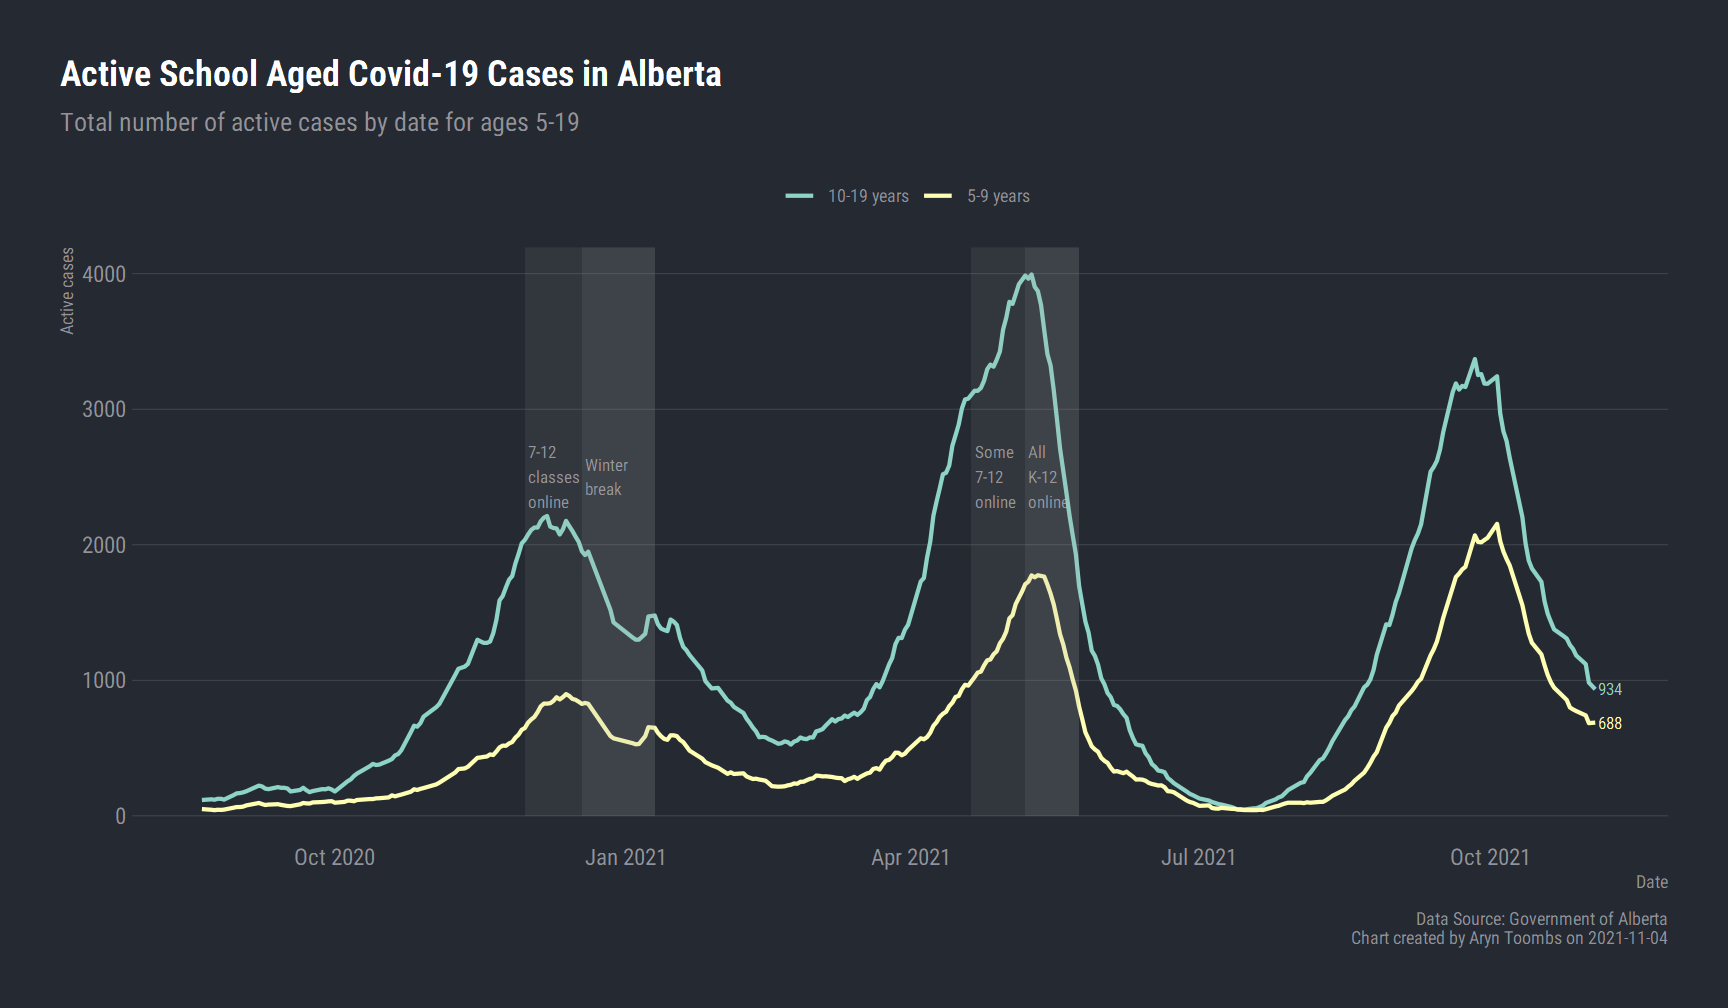 Active School Aged Covid-19 Cases in Alberta
Total number of active cases by date for ages 5-19
10-19 years
5-9 years
Active cases
4000
3000
2000
1000
0
7-12
classes
online
Winter
break
Some
7-12
online
All
K-12
online
934
688
Oct 2020
Jan 2021
Apr 2021
Jul 2021
Oct 2021
Date
Data Source: Government of Alberta
Chart created by Aryn Toombs on 2021-11-04